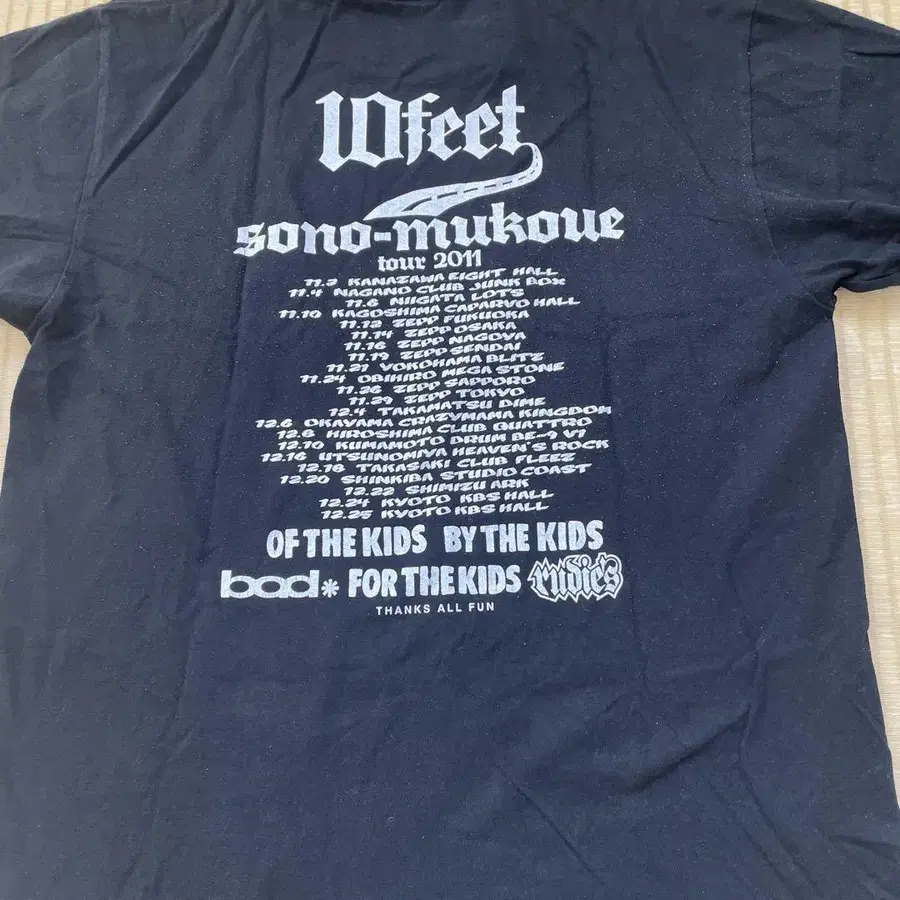 10feet
sono-mukoue
tour 2011
11.3 KANAZAWA EIGHT HALL
11.4 NAGANO CLUB JUNK BOX
11.6 NIIGATA LOTS
11.10 KAGOSHIMA CAPARVO HALL
11.13 ZEPP FUKUOKA
11.14 ZEPP OSAKA
11.16 ZEPP NAGOYA
11.19 ZEPP SENDAI
11.21 YOKOHAMA BLITZ
11.24 OBIHIRO MEGA STONE
11.26 ZEPP SAPPORO
11.29 ZEPP TOKYO
12.4 TAKAMATSU DIME
12.6 OKAYAMA CRAZYMAMA KINGDOM
12.8 HIROSHIMA CLUB QUATTRO
12.10 KUMAMOTO DRUM BE-9 V1
12.16 UTSUNOMIYA HEAVEN'S ROCK
12.18 TAKASAKI CLUB FLEEZ
12.20 SHINKIBA STUDIO COAST
12.22 SHIMIZU ARK
12.24 KYOTO KBS HALL
12.25 KYOTO KBS HALL
OF THE KIDS BY THE KIDS
bad* FOR THE KIDS rudie's
THANKS ALL FUN